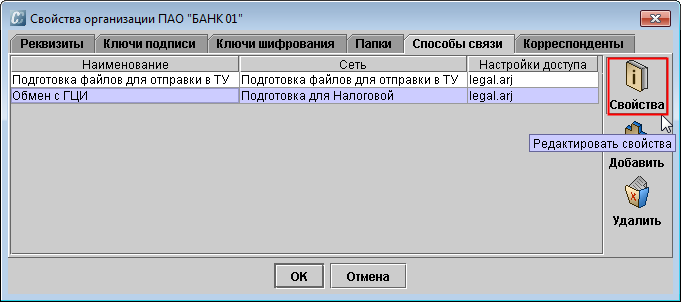 Свойства организации ПАО "БАНК 01"
Реквизиты Ключи подписи Ключи шифрования Папки Способы связи Корреспонденты
Наименование Сеть Настройки доступа
Подготовка файлов для отправки в ТУ Подготовка файлов для отправки в ТУ legal.arj
Обмен с ГЦИ Подготовка для Налоговой legal.arj
Свойства
Редактировать свойства
Добавить
Удалить
OK Отмена